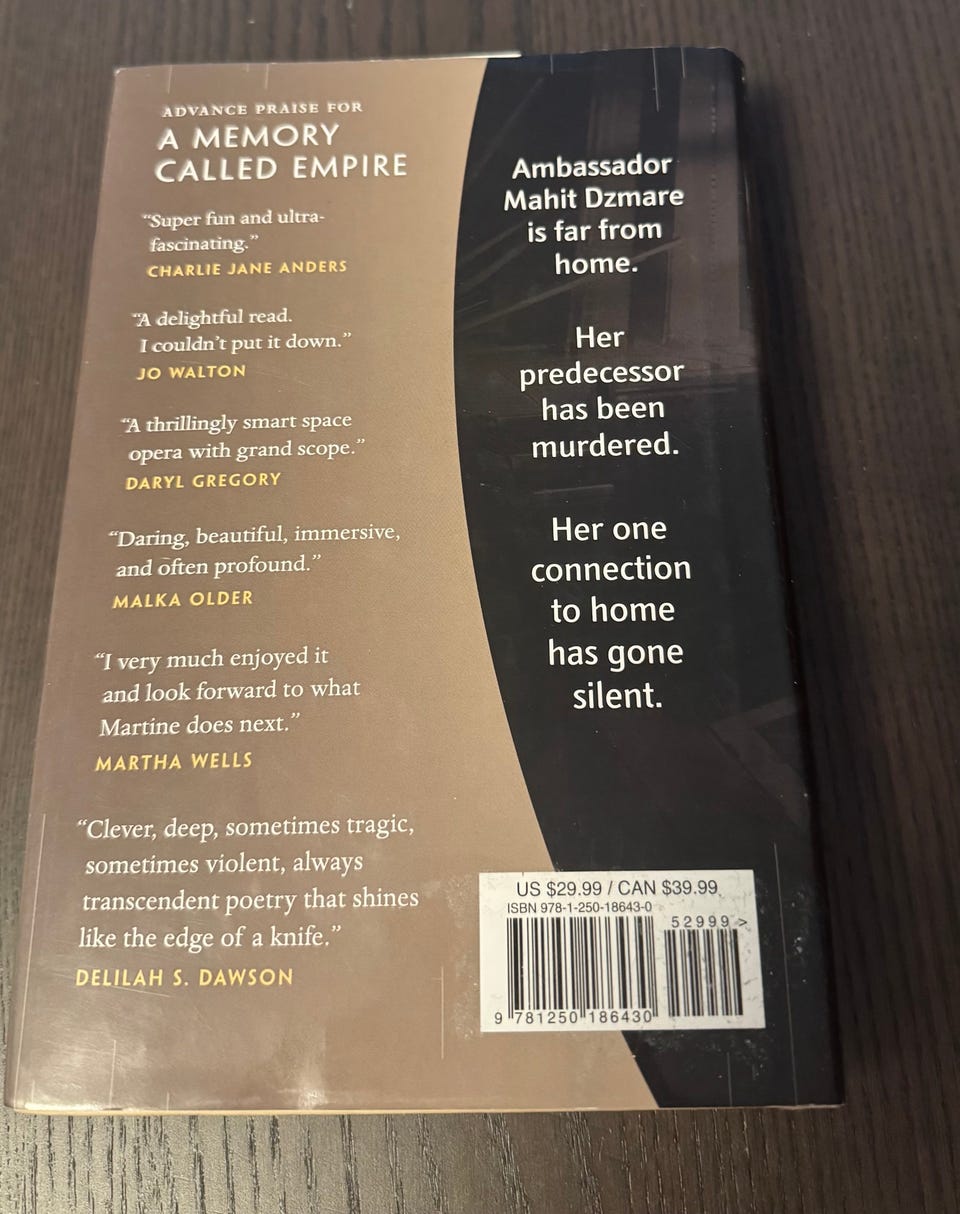 ADVANCE PRAISE FOR
A MEMORY
CALLED EMPIRE
“Super fun and ultra-
fascinating.”
CHARLIE JANE ANDERS
“A delightful read.
I couldn’t put it down.”
JO WALTON
“A thrillingly smart space
opera with grand scope.”
DARYL GREGORY
“Daring, beautiful, immersive,
and often profound.”
MALKA OLDER
“I very much enjoyed it
and look forward to what
Martine does next.”
MARTHA WELLS
“Clever, deep, sometimes tragic,
sometimes violent, always
transcendent poetry that shines
like the edge of a knife.”
DELILAH S. DAWSON
Ambassador
Mahit Dzmare
is far from
home.
Her
predecessor
has been
murdered.
Her one
connection
to home
has gone
silent.
US $29.99 / CAN $39.99
ISBN 978-1-250-18643-0
52999>
9 781250 186430